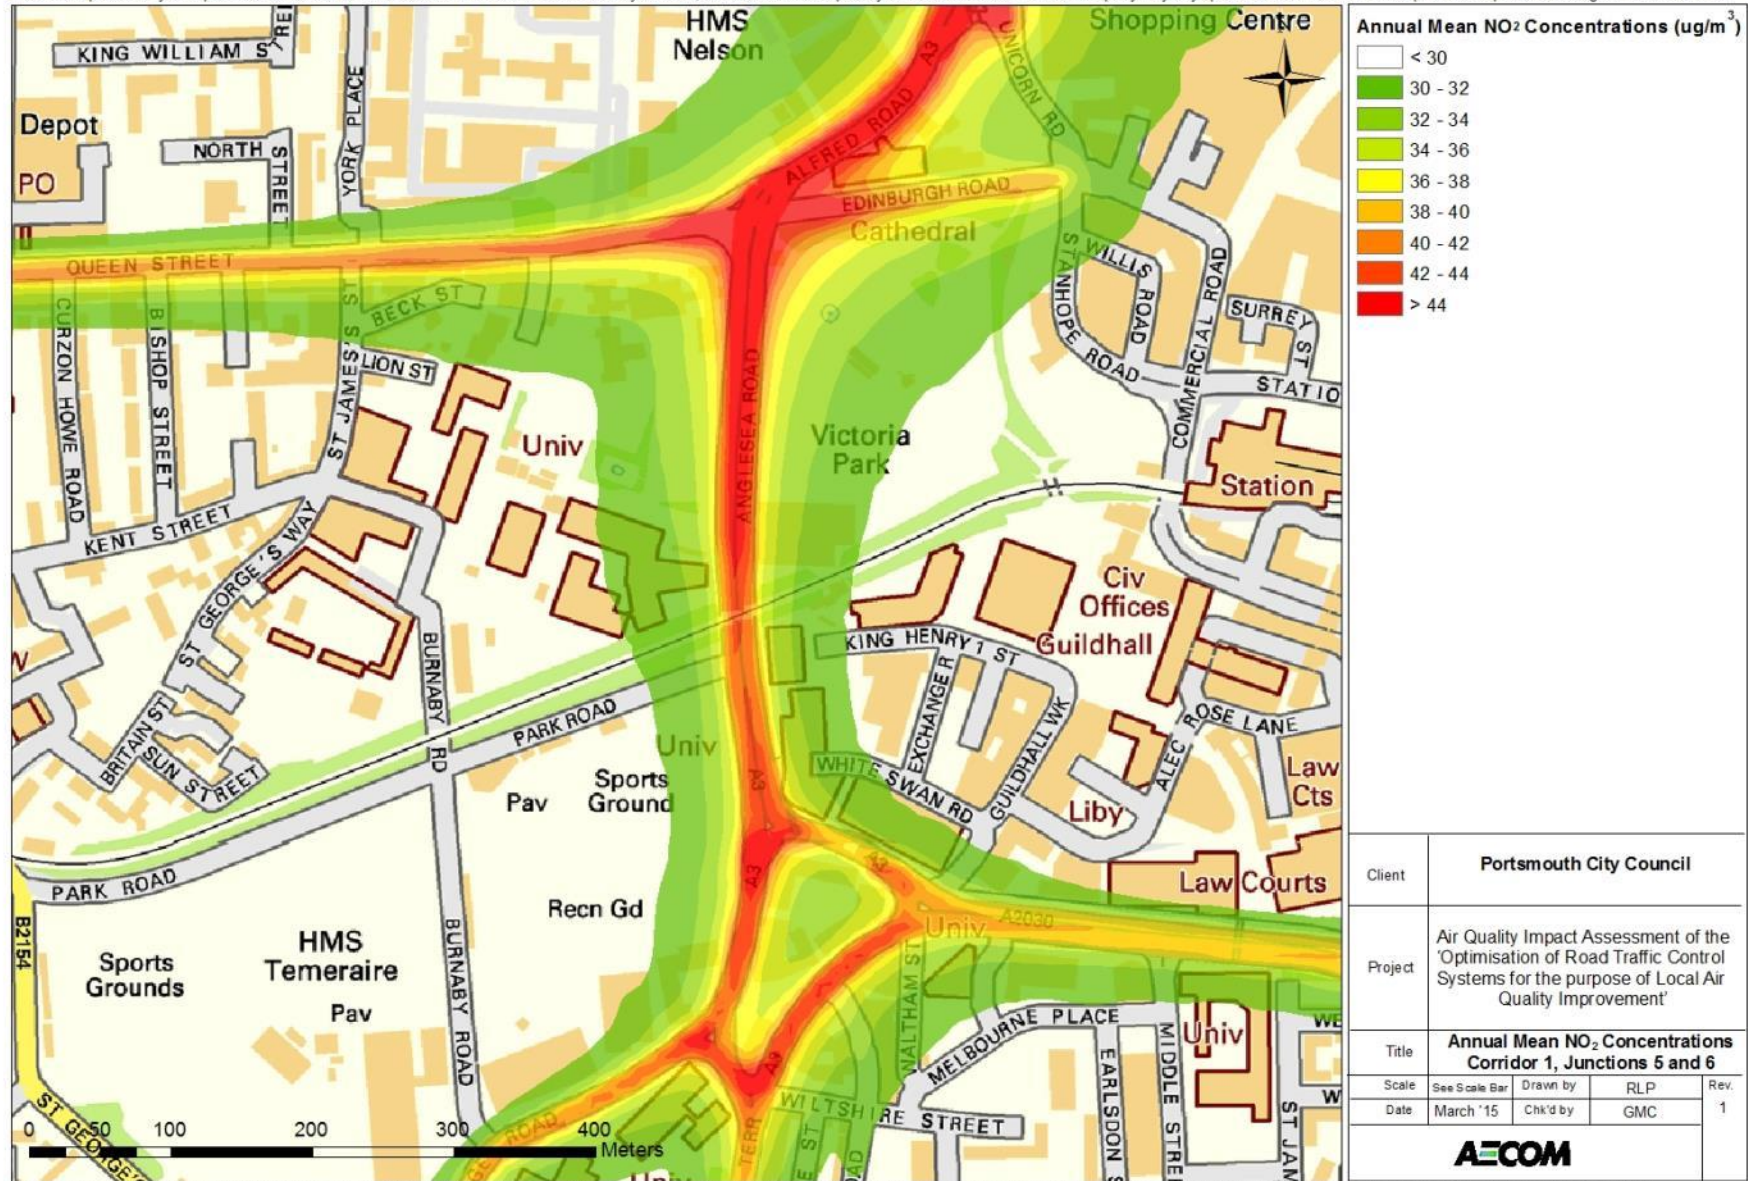 HMS
Nelson
Shopping Centre
KING WILLIAM S
YORK PLACE
A3
UNICORN RD
Depot
NORTH
STREET
PO
ALFRED ROAD
EDINBURGH ROAD
Cathedral
QUEEN STREET
STANHOPE ROAD
WILLIS
ROAD
COMMERCIAL ROAD
SURREY
ST
STATIO
CURZON HOWE ROAD
BISHOP STREET
ST JAMES'S ST
BECK ST
LION ST
ANGLESEA ROAD
Univ
Victoria
Park
Station
KENT STREET
ST GEORGE'S WAY
Civ
Offices
Guildhall
KING HENRY 1 ST
BURNABY RD
EXCHANGE R
GUILDHALL WK
ALEC ROSE LANE
BRITAIN ST
SUN STREET
PARK ROAD
Univ
Sports
Ground
Pav
A3
WHITE SWAN RD
Liby
Law
Cts
PARK ROAD
A3
A3
Law Courts
Recn Gd
Univ
A2030
B2154
BURNABY ROAD
HMS
Temeraire
Sports
Grounds
Pav
WALTHAM ST
MELBOURNE PLACE
Univ
A3
EARLSDON S
MIDDLE STREE
ST JAM
WILTSHIRE STREET
ROAD
TERR
ST GEORGE'S
0 50 100 200 300 400
Meters
Annual Mean NO2 Concentrations (ug/m3)
< 30
30 - 32
32 - 34
34 - 36
36 - 38
38 - 40
40 - 42
42 - 44
> 44
Client
Portsmouth City Council
Project
Air Quality Impact Assessment of the
'Optimisation of Road Traffic Control
Systems for the purpose of Local Air
Quality Improvement'
Title
Annual Mean NO2 Concentrations
Corridor 1, Junctions 5 and 6
Scale See Scale Bar Drawn by RLP Rev.
Date March '15 Chk'd by GMC 1
AECOM